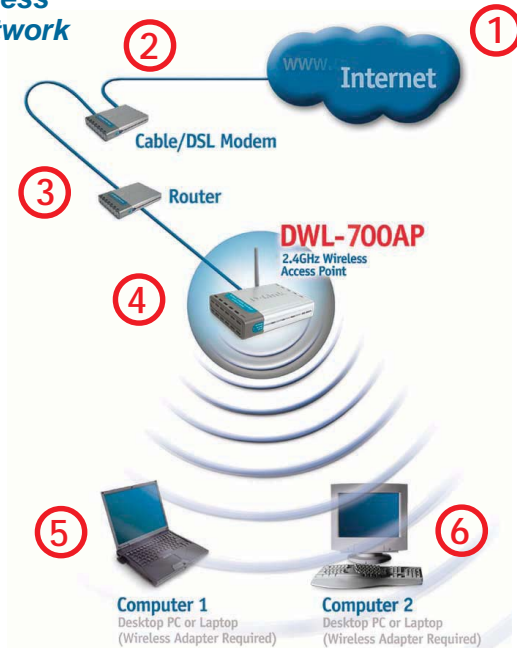 ess
twork
1
2
www.
Internet
Cable/DSL Modem
3
Router
DWL-700AP
2.4GHz Wireless
Access Point
4
D-Link
5
6
Computer 1
Desktop PC or Laptop
(Wireless Adapter Required)
Computer 2
Desktop PC or Laptop
(Wireless Adapter Required)